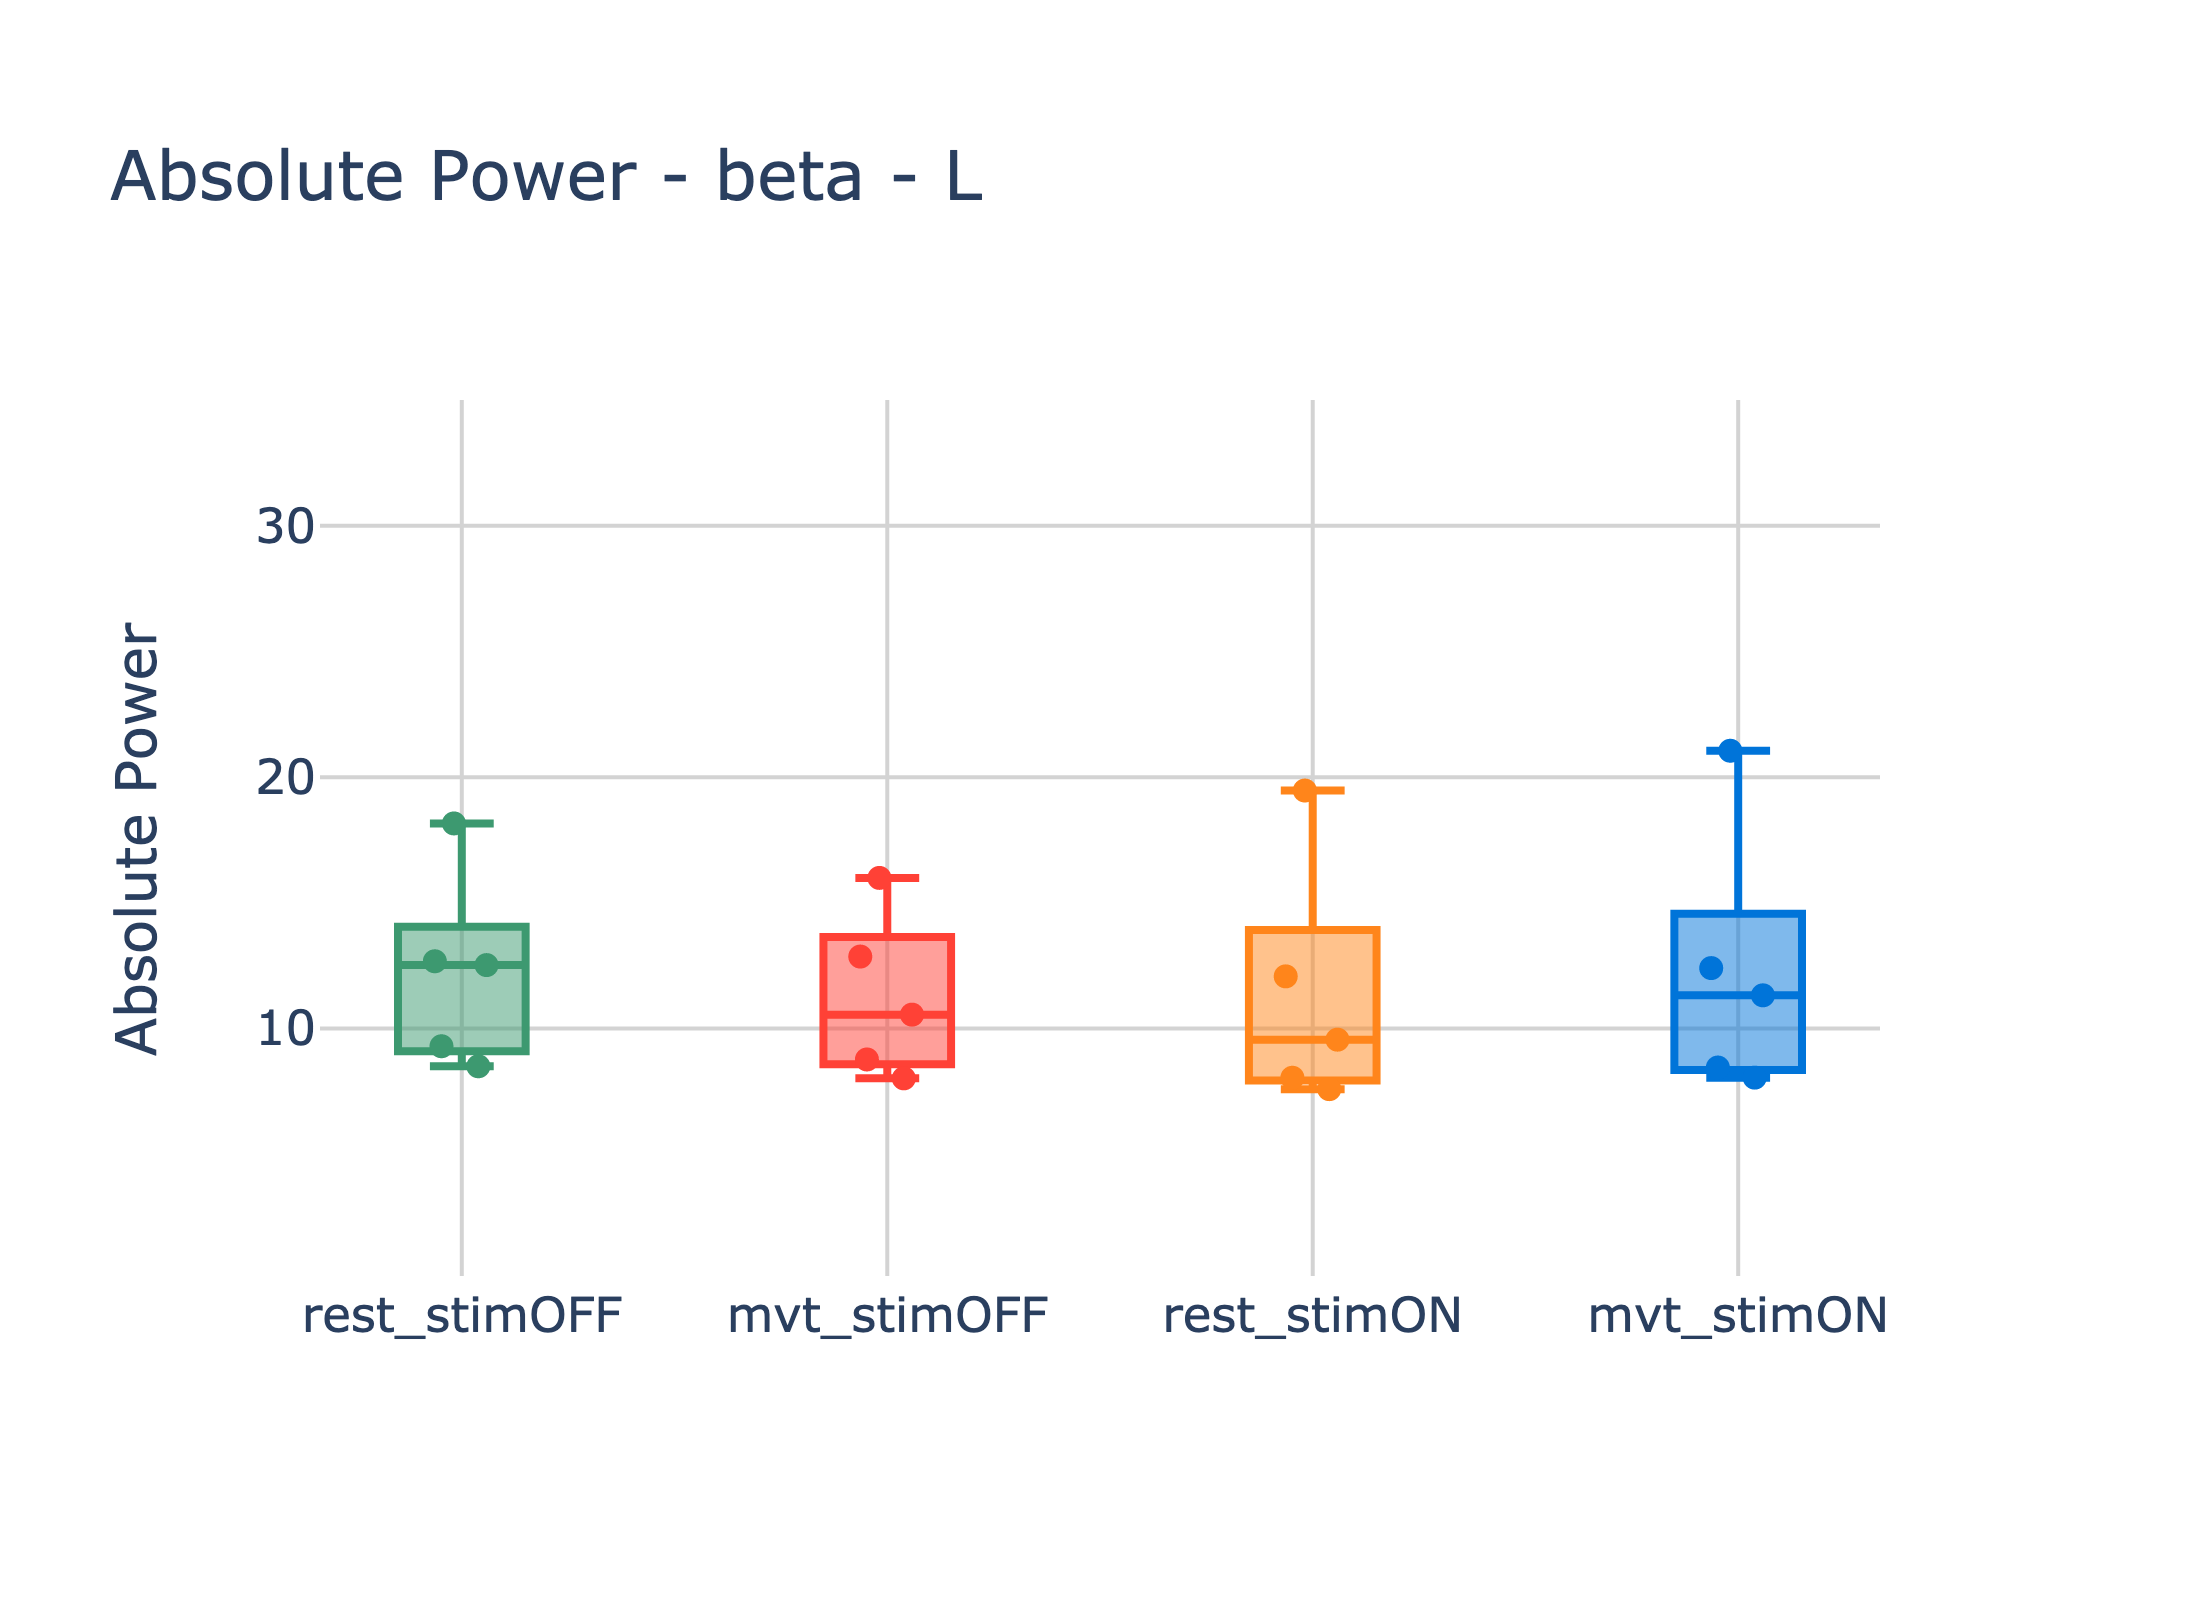 Absolute Power - beta - L
Absolute Power
30
20
10
rest_stimOFF
mvt_stimOFF
rest_stimON
mvt_stimON